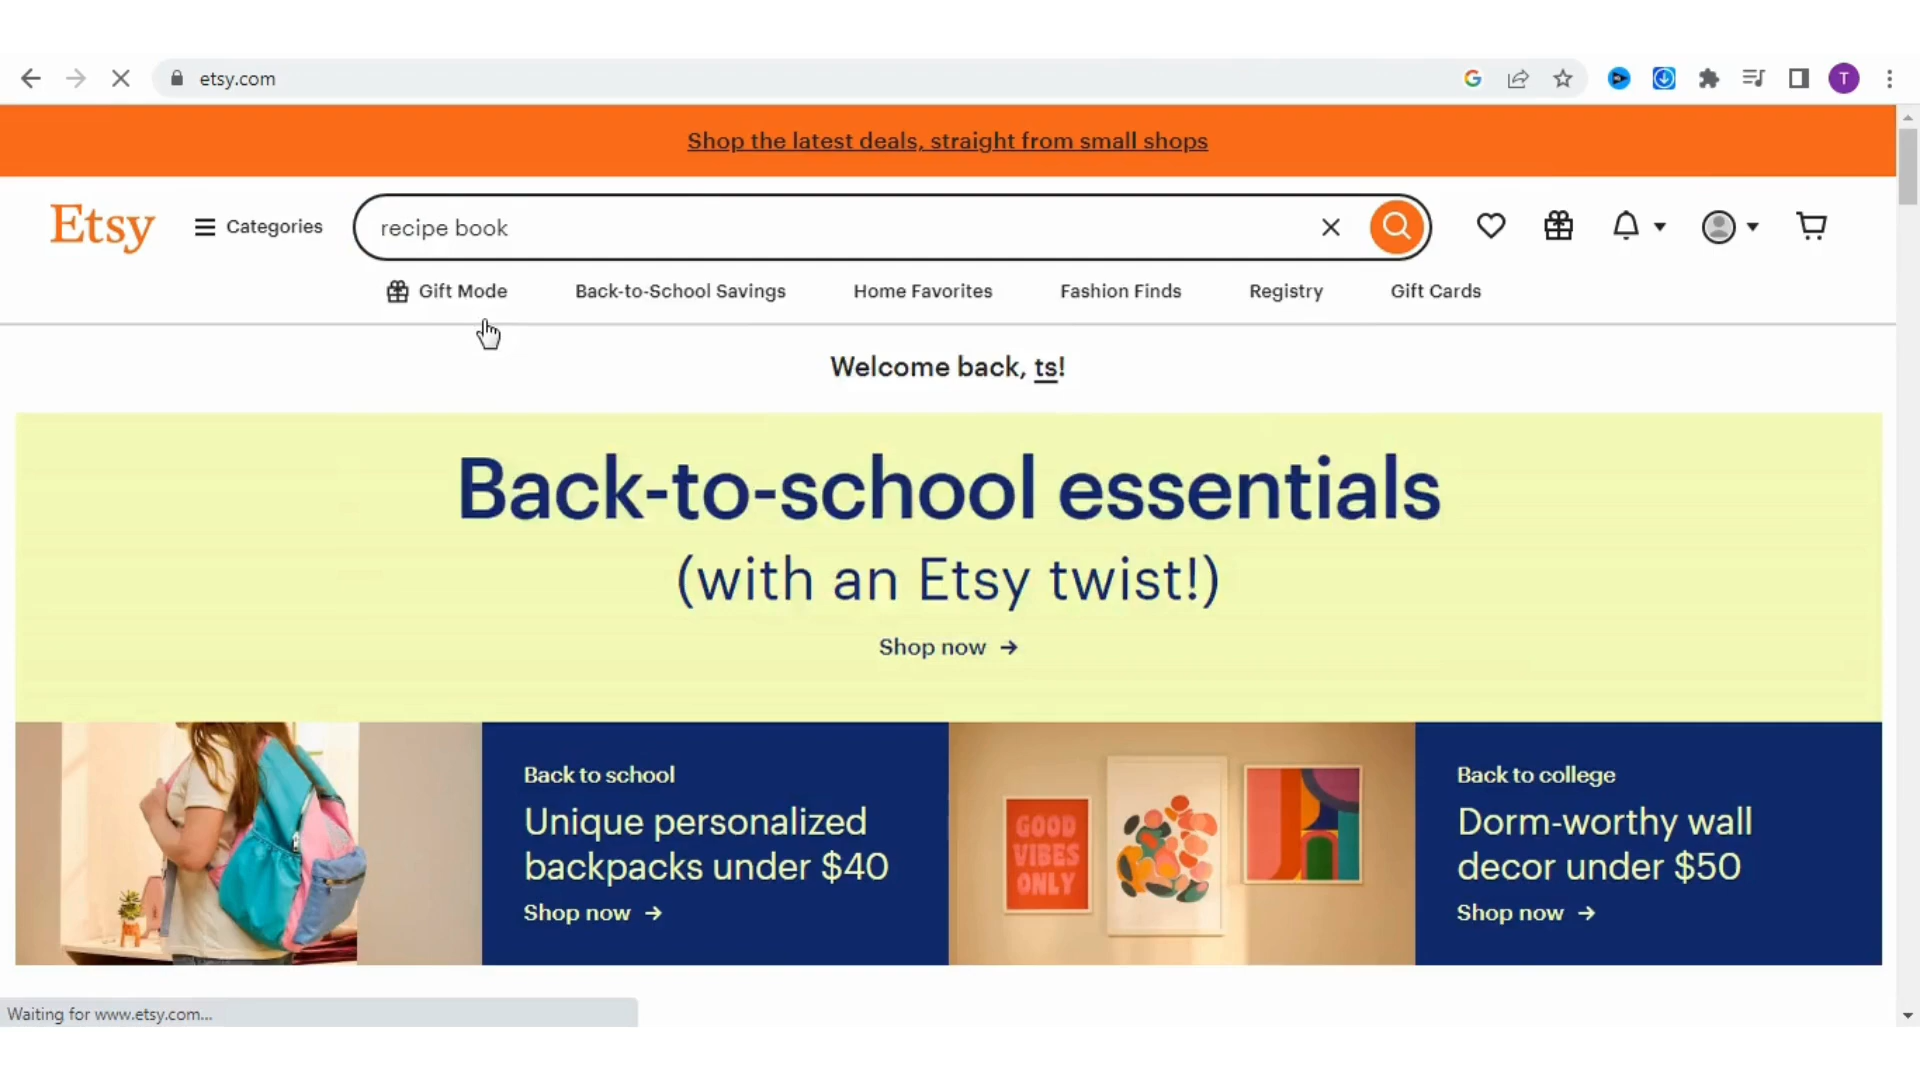 etsy.com
T
Shop the latest deals, straight from small shops
Etsy
Categories
recipe book
Gift Mode
Back-to-School Savings
Home Favorites
Fashion Finds
Registry
Gift Cards
Welcome back, ts!
Back-to-school essentials
(with an Etsy twist!)
Shop now →
Back to school
Unique personalized
backpacks under $40
Shop now →
GOOD
VIBES
ONLY
Back to college
Dorm-worthy wall
decor under $50
Shop now →
Waiting for www.etsy.com...